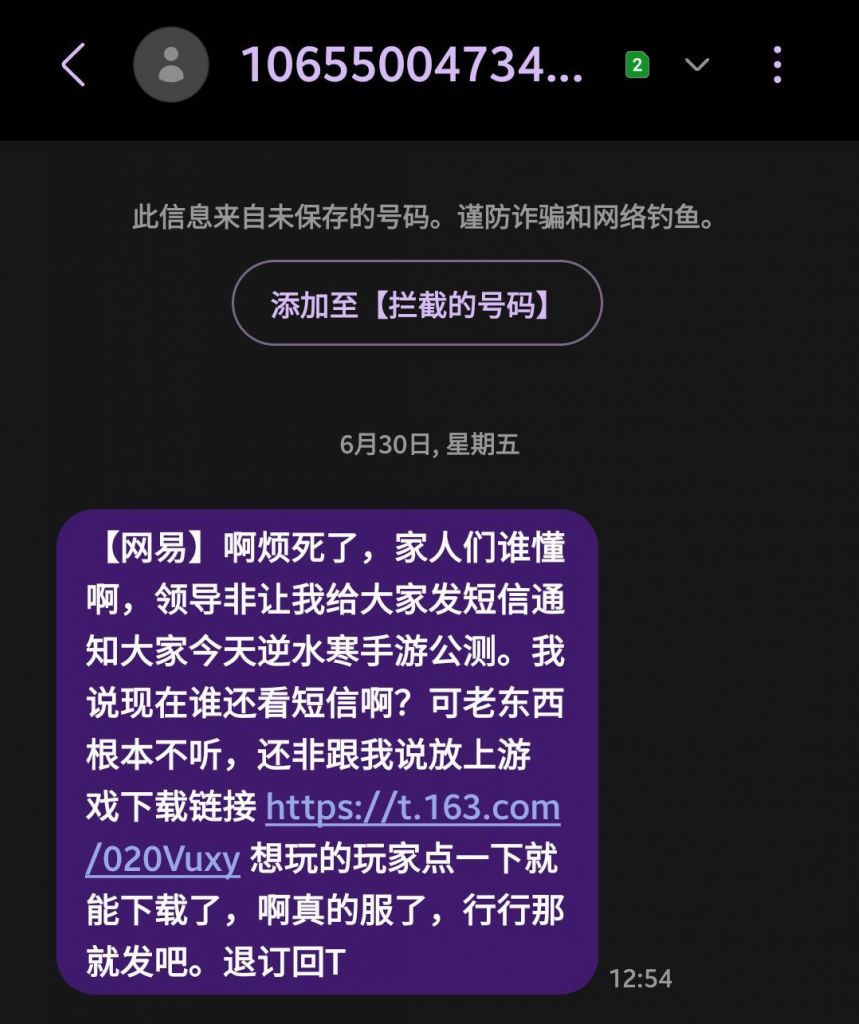 10655004734...
2
此信息来自未保存的号码。谨防诈骗和网络钓鱼。
添加至【拦截的号码】
6月30日, 星期五
【网易】啊烦死了，家人们谁懂
啊，领导非让我给大家发短信通
知大家今天逆水寒手游公测。我
说现在谁还看短信啊？可老东西
根本不听，还非跟我说放上游
戏下载链接 https://t.163.com
/020Vuxy 想玩的玩家点一下就
能下载了，啊真的服了，行行那
就发吧。退订回T
12:54